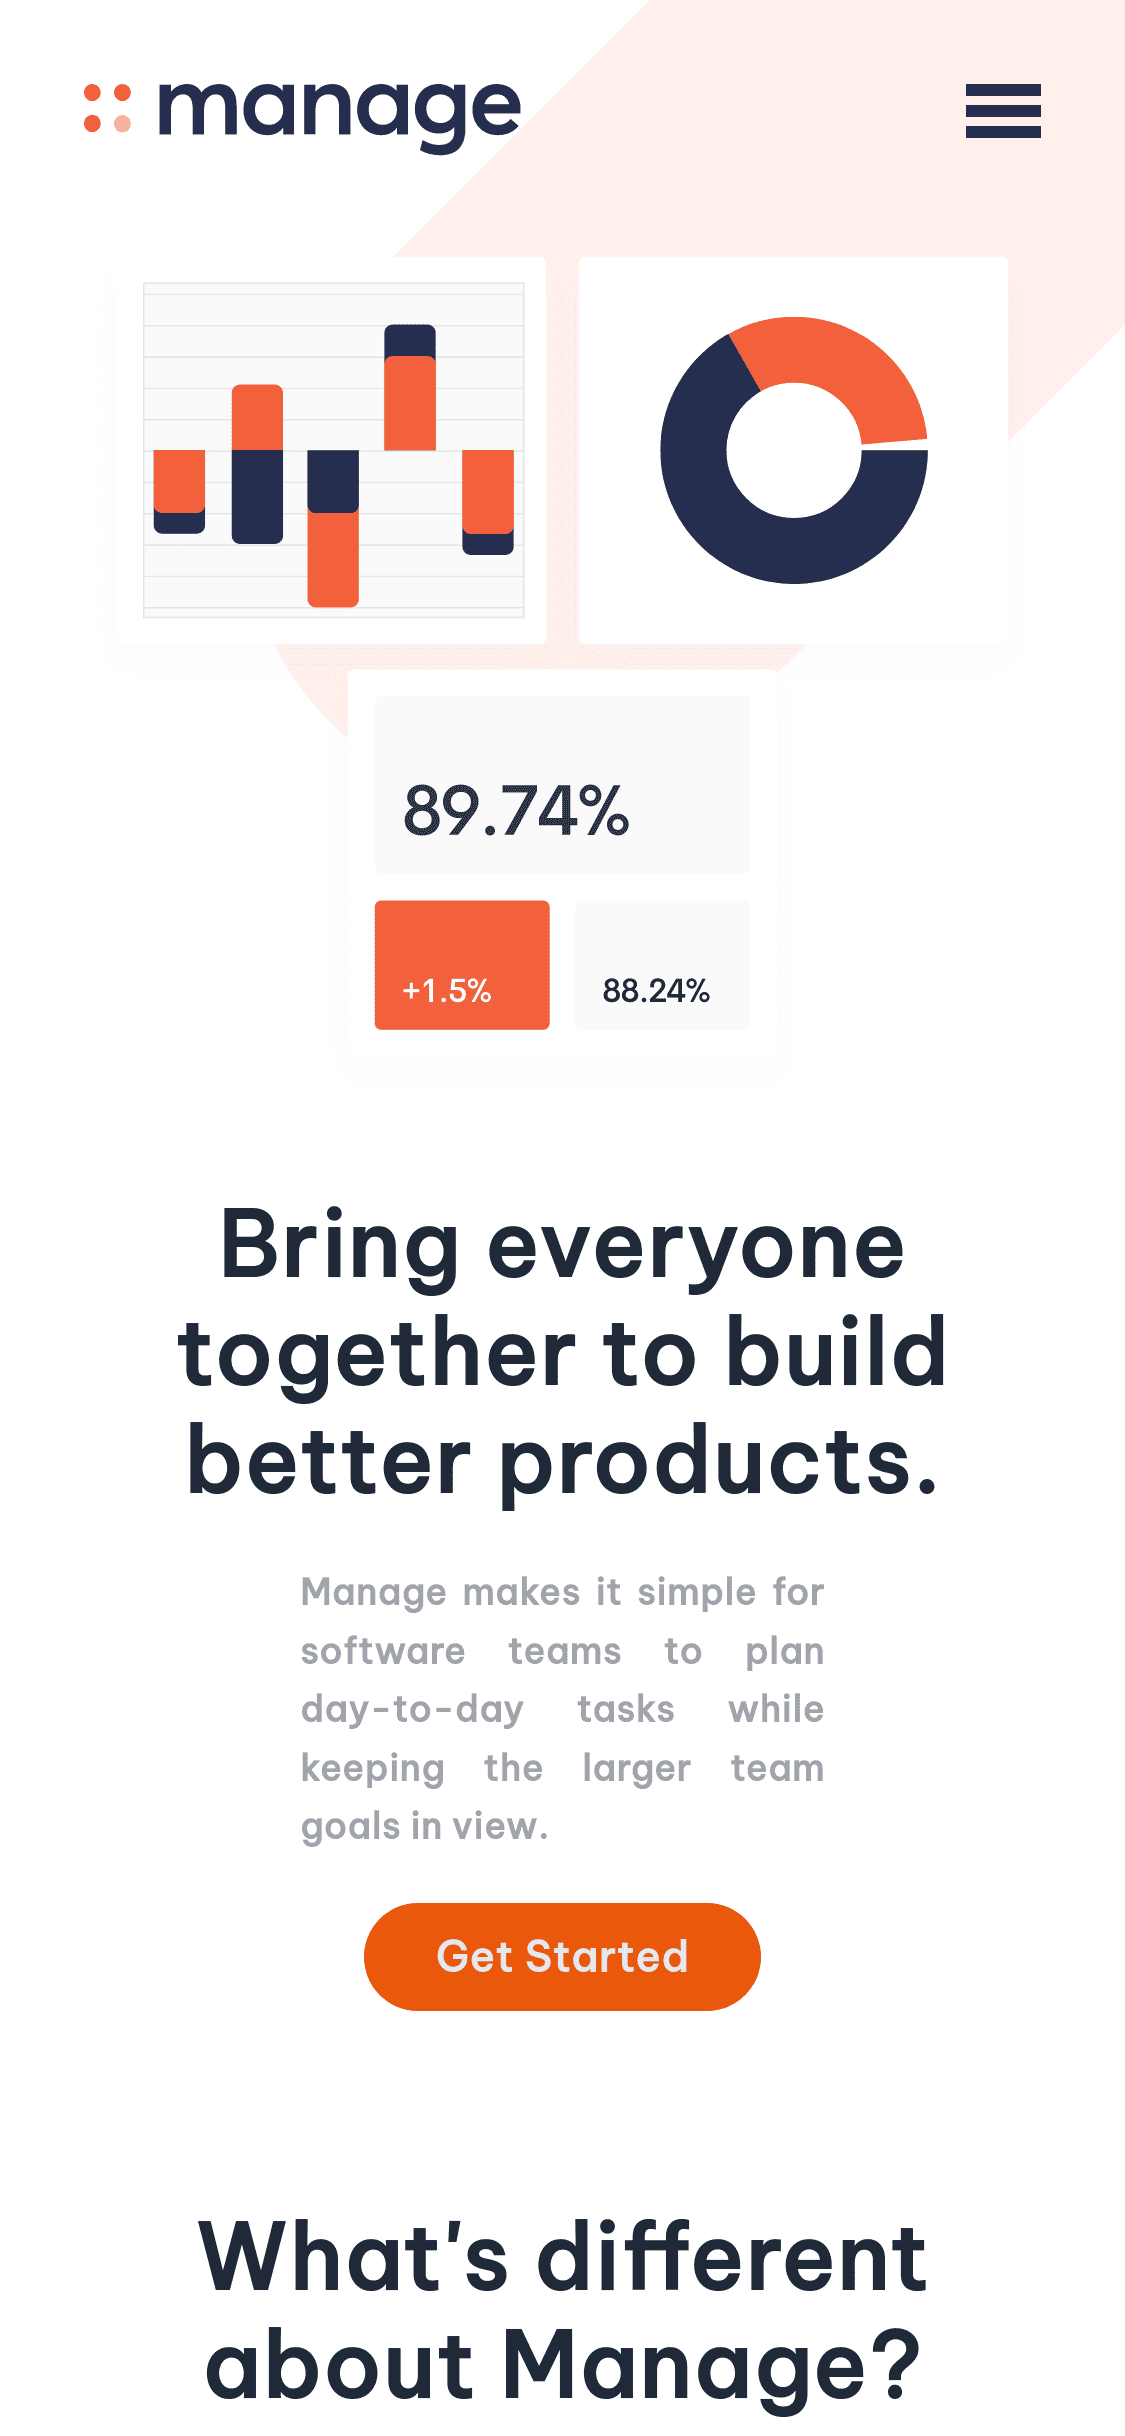 manage
89.74%
+1.5%
88.24%
Bring everyone
together to build
better products.
Manage makes it simple for
software teams to plan
day-to-day tasks while
keeping the larger team
goals in view.
Get Started
What's different
about Manage?